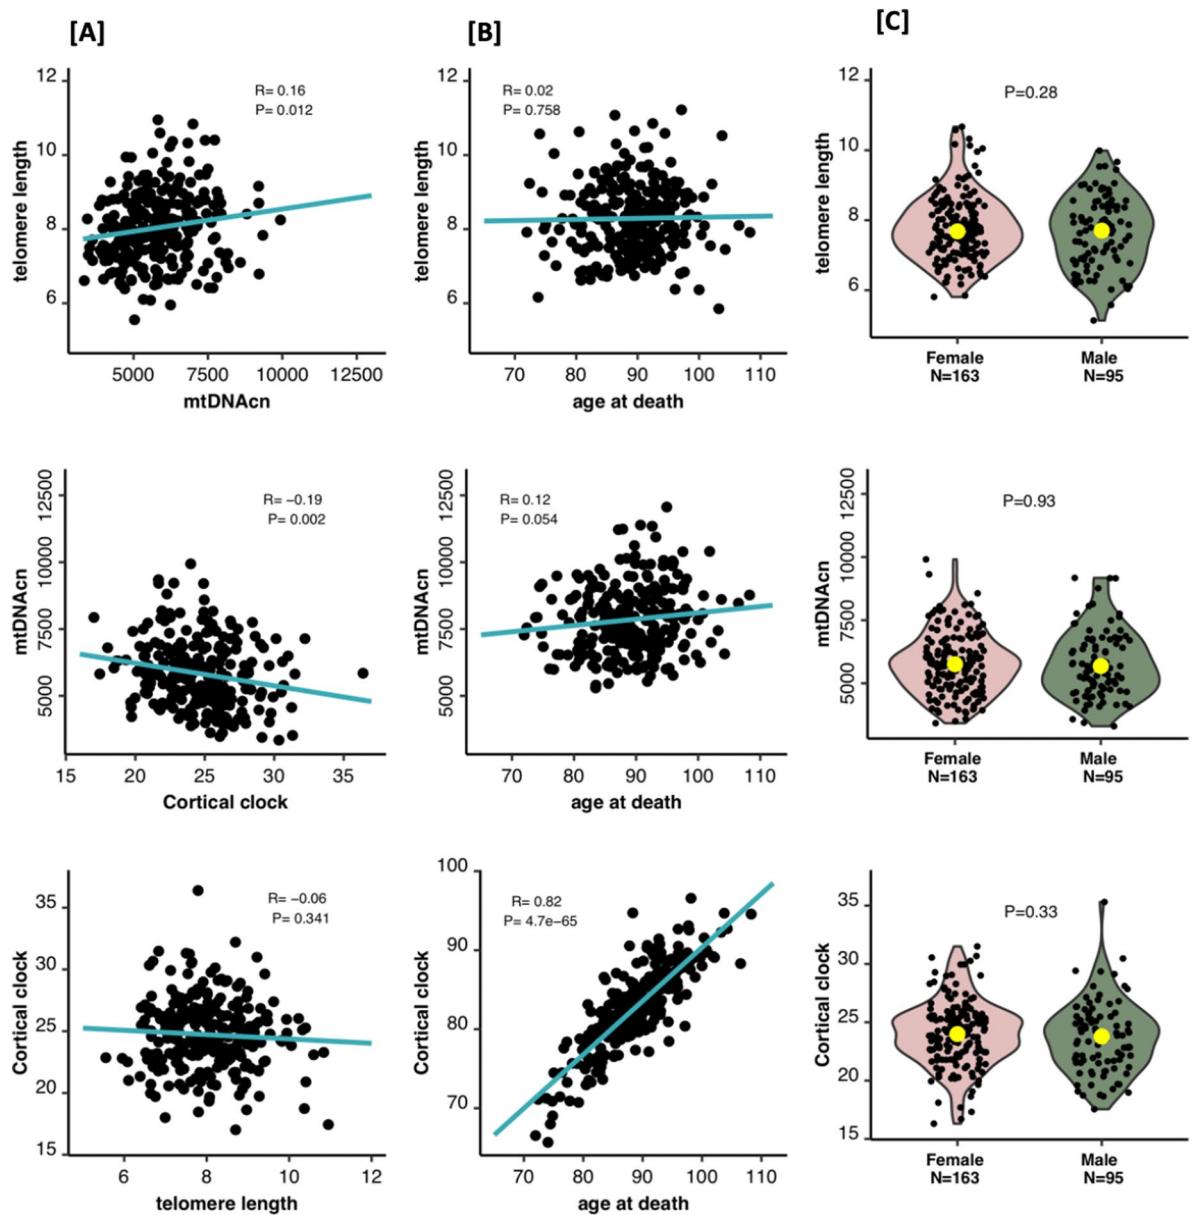 [A]
[B]
[C]
12
10
8
6
telomere length
R= 0.16
P= 0.012
5000 7500 10000 12500
mtDNAcn
12
10
8
6
telomere length
R= 0.02
P= 0.758
70 80 90 100 110
age at death
12
10
8
6
telomere length
P=0.28
Female Male
N=163 N=95
12500
10000
7500
5000
mtDNAcn
R= −0.19
P= 0.002
15 20 25 30 35
Cortical clock
12500
10000
7500
5000
mtDNAcn
R= 0.12
P= 0.054
70 80 90 100 110
age at death
12500
10000
7500
5000
mtDNAcn
P=0.93
Female Male
N=163 N=95
35
30
25
20
15
Cortical clock
R= −0.06
P= 0.341
6 8 10 12
telomere length
100
90
80
70
Cortical clock
R= 0.82
P= 4.7e−65
70 80 90 100 110
age at death
35
30
25
20
15
Cortical clock
P=0.33
Female Male
N=163 N=95